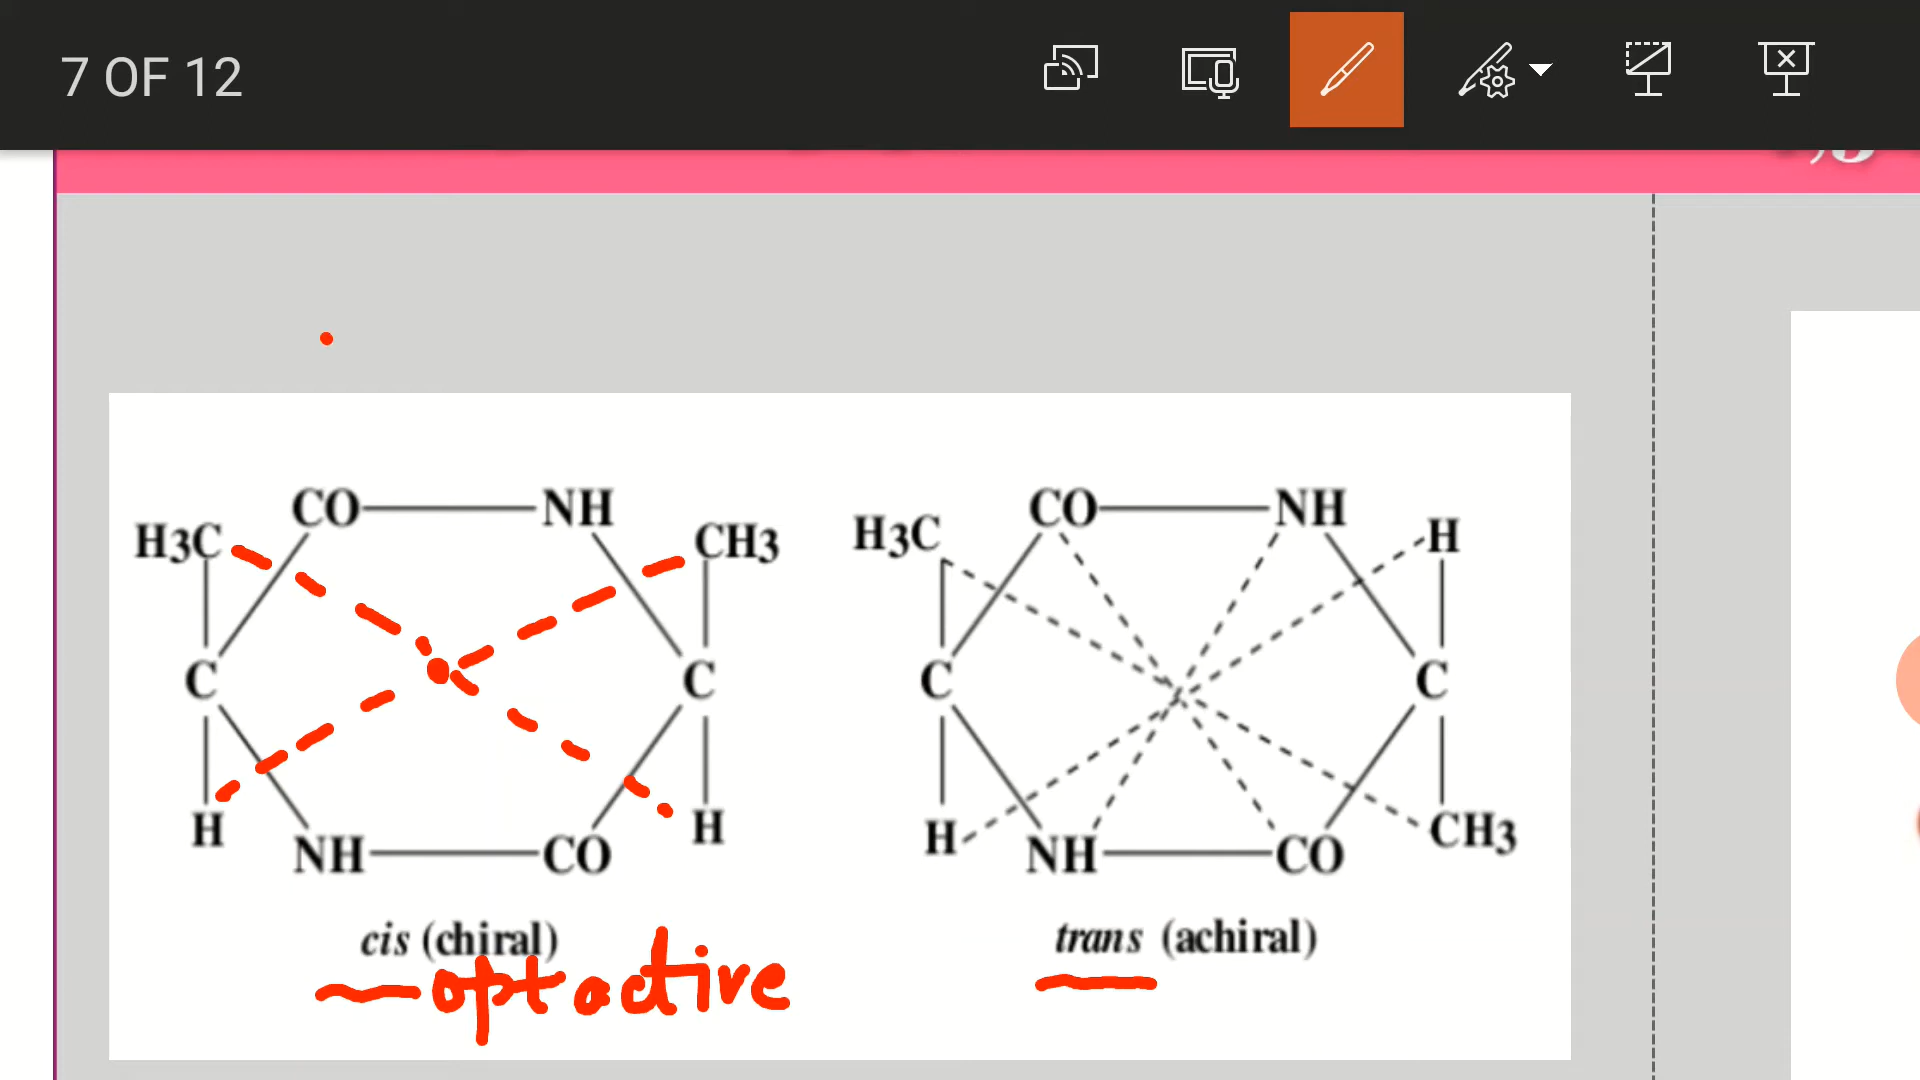 7 OF 12
CO NH
H3C CH3
C C
H H
NH CO
cis (chiral)
opt active
CO NH
H3C H
C C
H CH3
NH CO
trans (achiral)